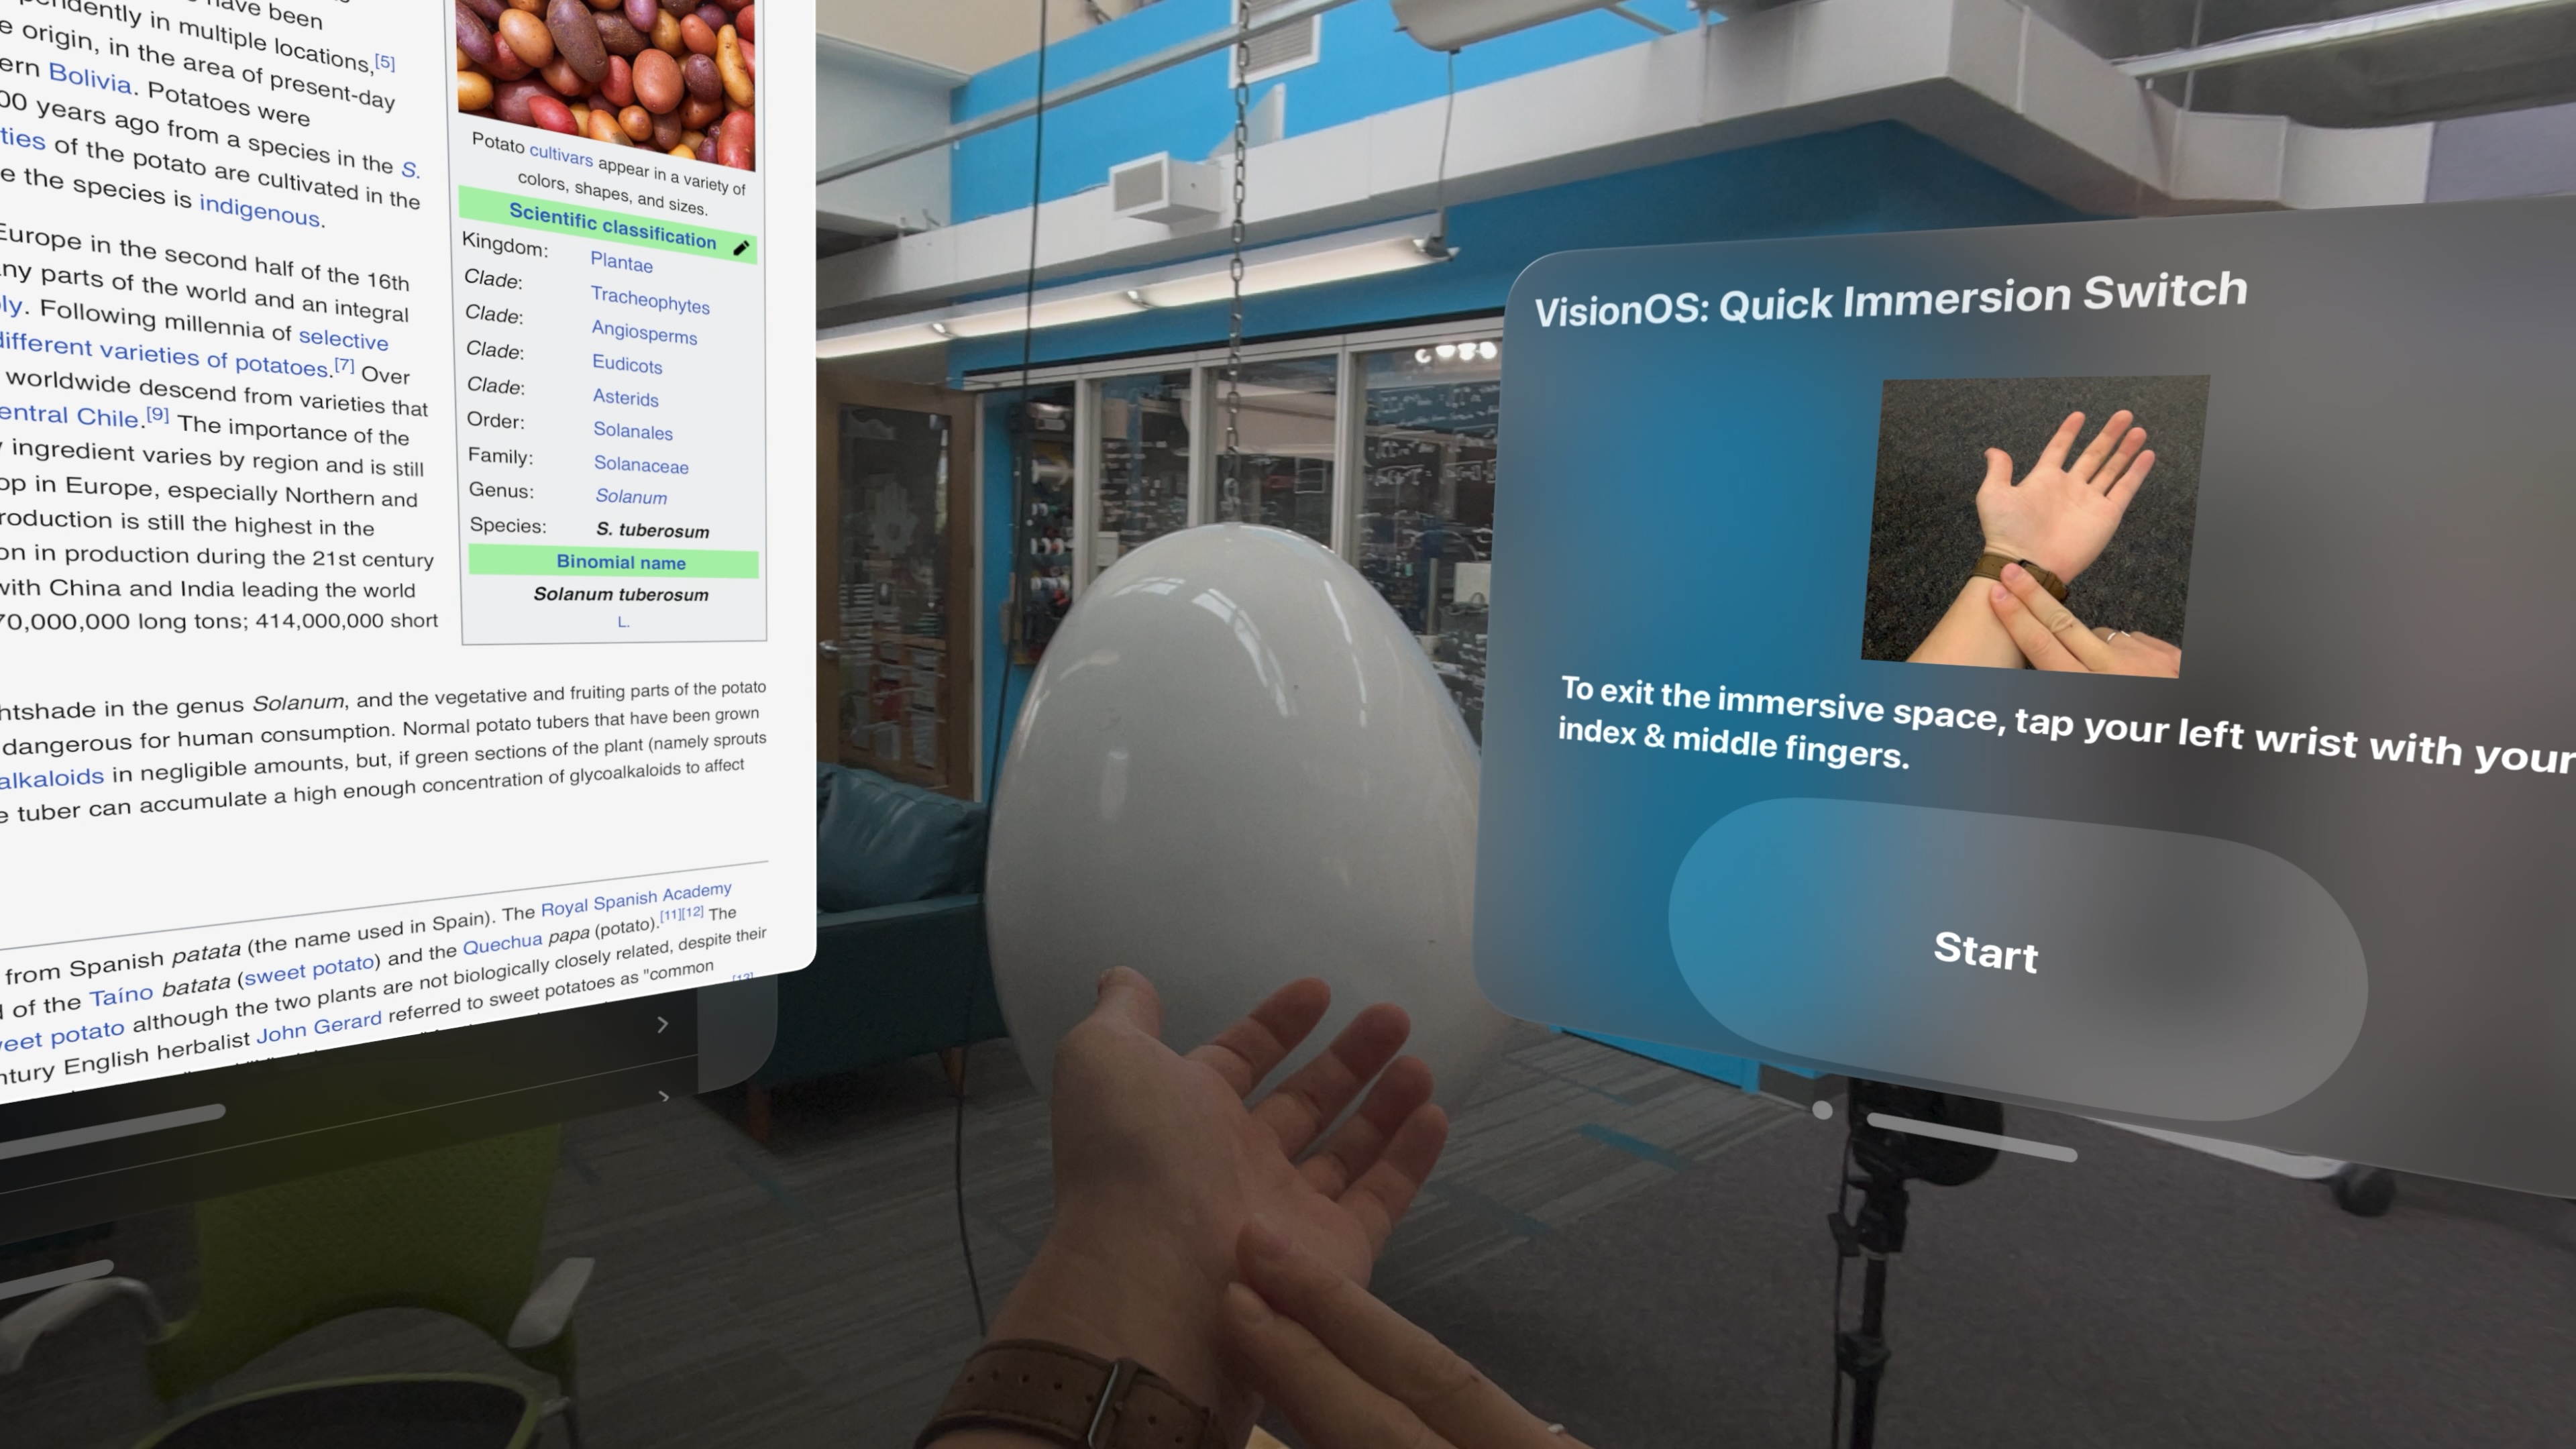 have been
pendently in multiple locations,[5]
e origin, in the area of present-day
ern Bolivia. Potatoes were
00 years ago from a species in the S.
ties of the potato are cultivated in the
e the species is indigenous.
Europe in the second half of the 16th
ny parts of the world and an integral
ly. Following millennia of selective
different varieties of potatoes.[7] Over
worldwide descend from varieties that
entral Chile.[9] The importance of the
y ingredient varies by region and is still
op in Europe, especially Northern and
roduction is still the highest in the
on in production during the 21st century
with China and India leading the world
70,000,000 long tons; 414,000,000 short
Potato cultivars appear in a variety of
colors, shapes, and sizes.
Scientific classification
Kingdom: Plantae
Clade: Tracheophytes
Clade: Angiosperms
Clade: Eudicots
Clade: Asterids
Order: Solanales
Family: Solanaceae
Genus: Solanum
Species: S. tuberosum
Binomial name
Solanum tuberosum
L.
htshade in the genus Solanum, and the vegetative and fruiting parts of the potato
dangerous for human consumption. Normal potato tubers that have been grown
alkaloids in negligible amounts, but, if green sections of the plant (namely sprouts
e tuber can accumulate a high enough concentration of glycoalkaloids to affect
from Spanish patata (the name used in Spain). The Royal Spanish Academy
d of the Taíno batata (sweet potato) and the Quechua papa (potato).[11][12] The
weet potato although the two plants are not biologically closely related, despite their
ntury English herbalist John Gerard referred to sweet potatoes as "common
VisionOS: Quick Immersion Switch
To exit the immersive space, tap your left wrist with your
index & middle fingers.
Start